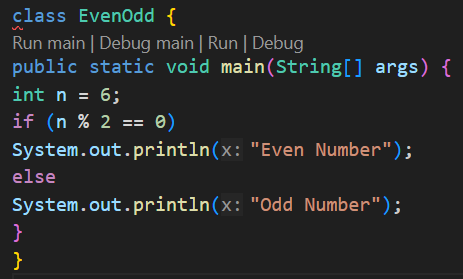 class EvenOdd {
Run main | Debug main | Run | Debug
public static void main(String[] args) {
int n = 6;
if (n % 2 == 0)
System.out.println(x: "Even Number");
else
System.out.println(x: "Odd Number");
}
}